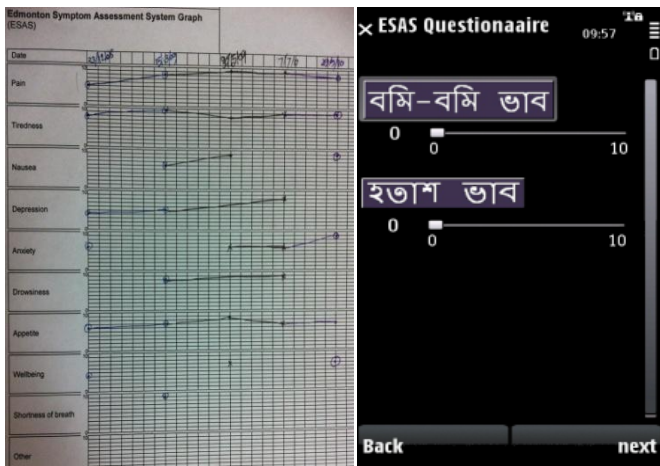 Edmonton Symptom Assessment System Graph
(ESAS)
Date
Pain
Tiredness
Nausea
Depression
Anxiety
Drowsiness
Appetite
Wellbeing
Shortness of breath
Other
ESAS Questionaaire
09:57
বমি-বমি ভাব
0
0 10
হতাশ ভাব
0
0 10
Back next